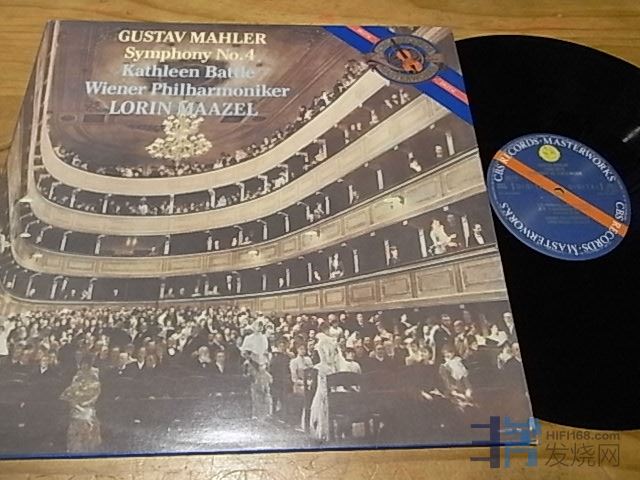 GUSTAV MAHLER
Symphony No.4
Kathleen Battle
Wiener Philharmoniker
LORIN MAAZEL
CBS RECORDS·MASTERWORKS
CBS RECORDS·MASTERWORKS
HIFI168.com
发烧网